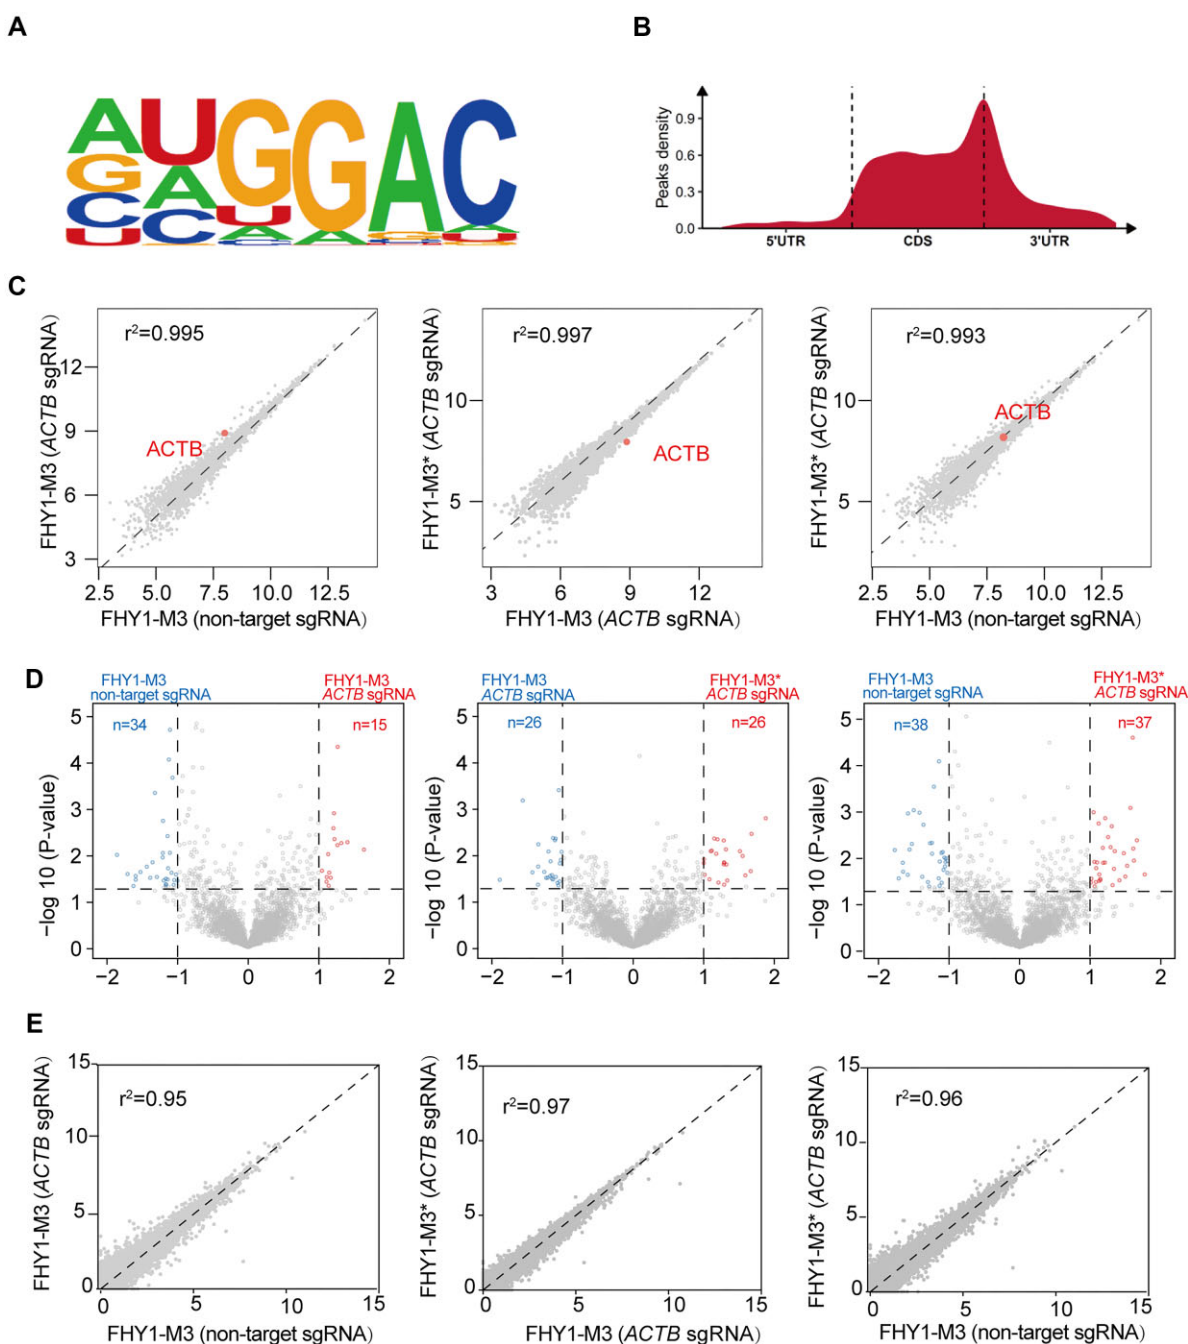 A
B
AUGGAC
GAUAGA
CCAAGU
UCCU
Peaks density
0.9
0.6
0.3
0.0
5'UTR
CDS
3'UTR
C
FHY1-M3 (ACTB sgRNA)
r²=0.995
ACTB
12
9
6
3
2.5
5.0
7.5
10.0
12.5
FHY1-M3 (non-target sgRNA)
FHY1-M3* (ACTB sgRNA)
r²=0.997
ACTB
10
5
3
6
9
12
FHY1-M3 (ACTB sgRNA)
FHY1-M3* (ACTB sgRNA)
r²=0.993
ACTB
10
5
2.5
5.0
7.5
10.0
12.5
FHY1-M3 (non-target sgRNA)
D
FHY1-M3
non-target sgRNA
FHY1-M3
ACTB sgRNA
n=34
n=15
−log 10 (P-value)
5
4
3
2
1
0
−2
−1
0
1
2
FHY1-M3
ACTB sgRNA
FHY1-M3*
ACTB sgRNA
n=26
n=26
−log 10 (P-value)
5
4
3
2
1
0
−2
−1
0
1
2
FHY1-M3
non-target sgRNA
FHY1-M3*
ACTB sgRNA
n=38
n=37
−log 10 (P-value)
5
4
3
2
1
0
−2
−1
0
1
2
E
FHY1-M3 (ACTB sgRNA)
r²=0.95
15
10
5
0
0
5
10
15
FHY1-M3 (non-target sgRNA)
FHY1-M3* (ACTB sgRNA)
r²=0.97
15
10
5
0
0
5
10
15
FHY1-M3 (ACTB sgRNA)
FHY1-M3* (ACTB sgRNA)
r²=0.96
15
10
5
0
0
5
10
15
FHY1-M3 (non-target sgRNA)